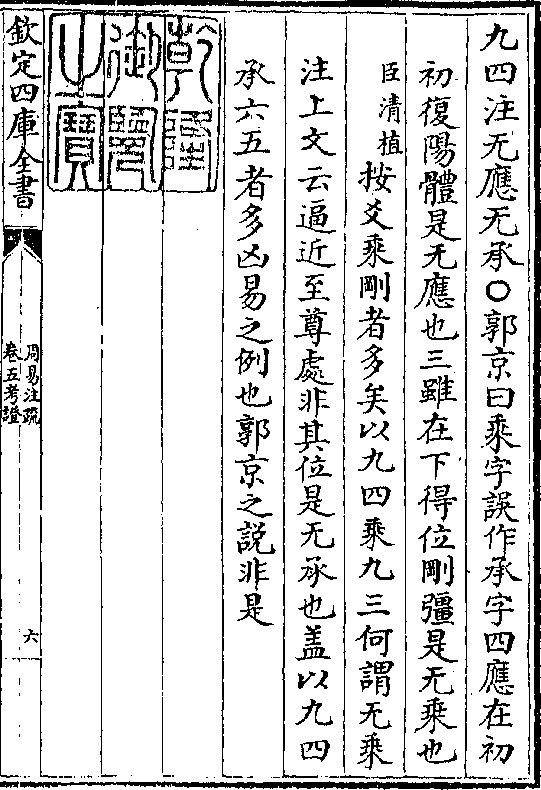 九四注无應无承○郭京曰乘字誤作承字四應在初
初復陽體是无應也三雖在下得位剛彊是无乘也
臣清植按爻乘剛者多矣以九四乘九三何謂无乘
注上文云逼近至尊處非其位是无承也盖以九四
承六五者多凶易之例也郭京之說非是
乾隆
御覽
之寶
欽定四庫全書
周易注疏
卷五考證
六